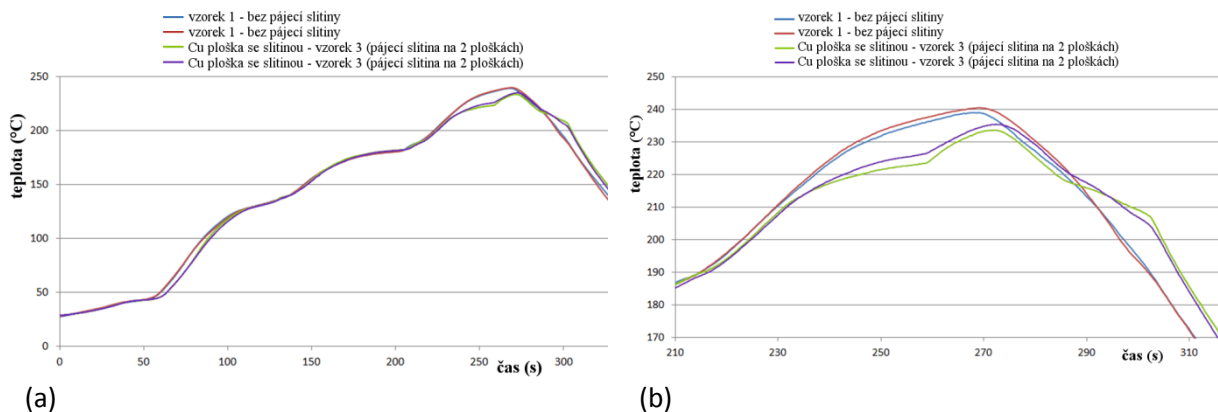 vzorek 1 - bez pájecí slitiny
vzorek 1 - bez pájecí slitiny
Cu ploška se slitinou - vzorek 3 (pájecí slitina na 2 ploškách)
Cu ploška se slitinou - vzorek 3 (pájecí slitina na 2 ploškách)
250
200
150
100
50
0
teplota (°C)
0 50 100 150 200 250 300
čas (s)
(a)
vzorek 1 - bez pájecí slitiny
vzorek 1 - bez pájecí slitiny
Cu ploška se slitinou - vzorek 3 (pájecí slitina na 2 ploškách)
Cu ploška se slitinou - vzorek 3 (pájecí slitina na 2 ploškách)
250
240
230
220
210
200
190
180
170
teplota (°C)
210 230 250 270 290 310
čas (s)
(b)